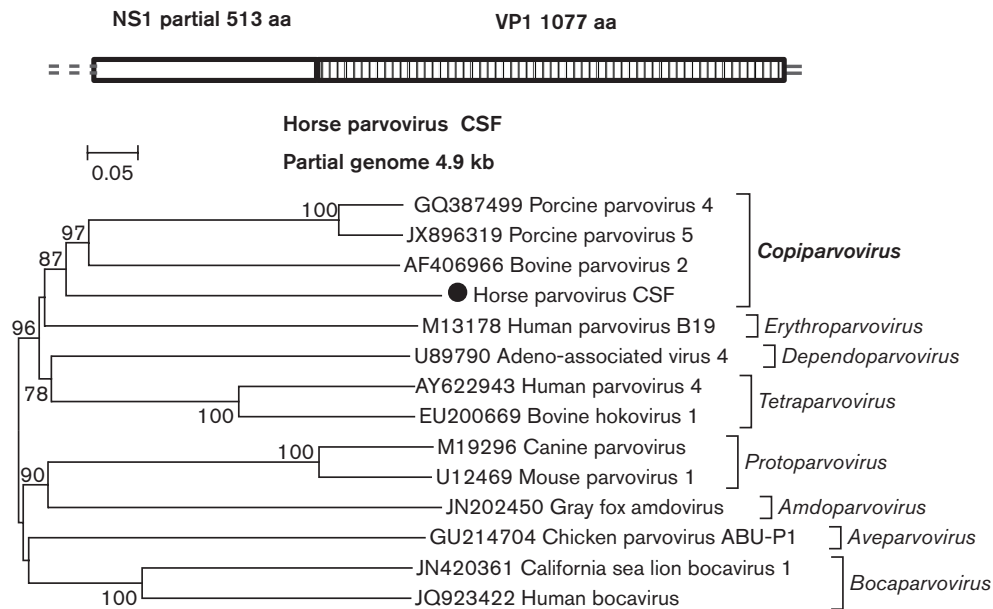 NS1 partial 513 aa VP1 1077 aa
Horse parvovirus CSF
Partial genome 4.9 kb
0.05
100 GQ387499 Porcine parvovirus 4
JX896319 Porcine parvovirus 5
97 AF406966 Bovine parvovirus 2
Copiparvovirus
87 Horse parvovirus CSF
96 M13178 Human parvovirus B19 Erythroparvovirus
U89790 Adeno-associated virus 4 Dependoparvovirus
78 AY622943 Human parvovirus 4
100 EU200669 Bovine hokovirus 1
Tetraparvovirus
100 M19296 Canine parvovirus
U12469 Mouse parvovirus 1
Protoparvovirus
90 JN202450 Gray fox amdovirus Amdoparvovirus
GU214704 Chicken parvovirus ABU-P1 Aveparvovirus
JN420361 California sea lion bocavirus 1
100 JQ923422 Human bocavirus
Bocaparvovirus